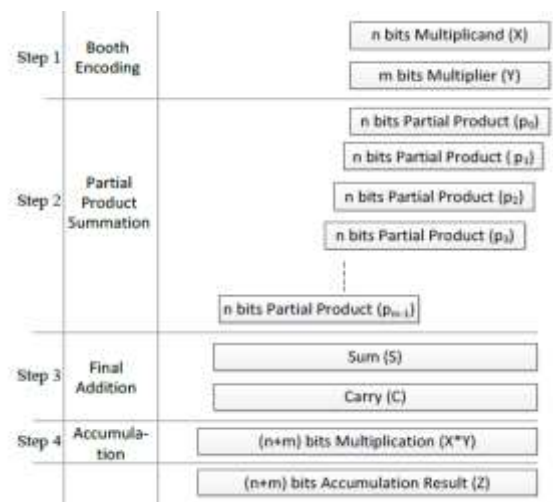 Step 1
Booth
Encoding
n bits Multiplicand (X)
m bits Multiplier (Y)
Step 2
Partial
Product
Summation
n bits Partial Product (p₀)
n bits Partial Product ( p₁)
n bits Partial Product (p₂)
n bits Partial Product (p₃)
n bits Partial Product (pₘ₋₁)
Step 3
Final
Addition
Sum (S)
Carry (C)
Step 4
Accumula-
tion
(n+m) bits Multiplication (X*Y)
(n+m) bits Accumulation Result (Z)